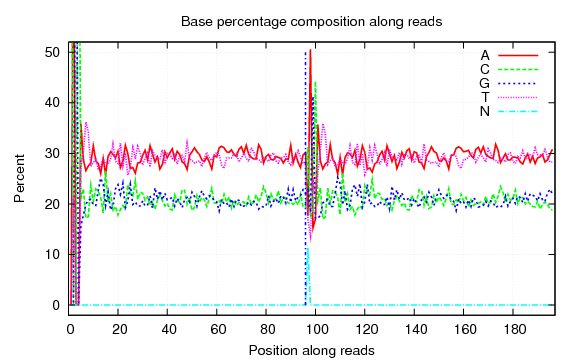 Base percentage composition along reads
A
C
G
T
N
50
40
30
20
10
0
Percent
0 20 40 60 80 100 120 140 160 180
Position along reads